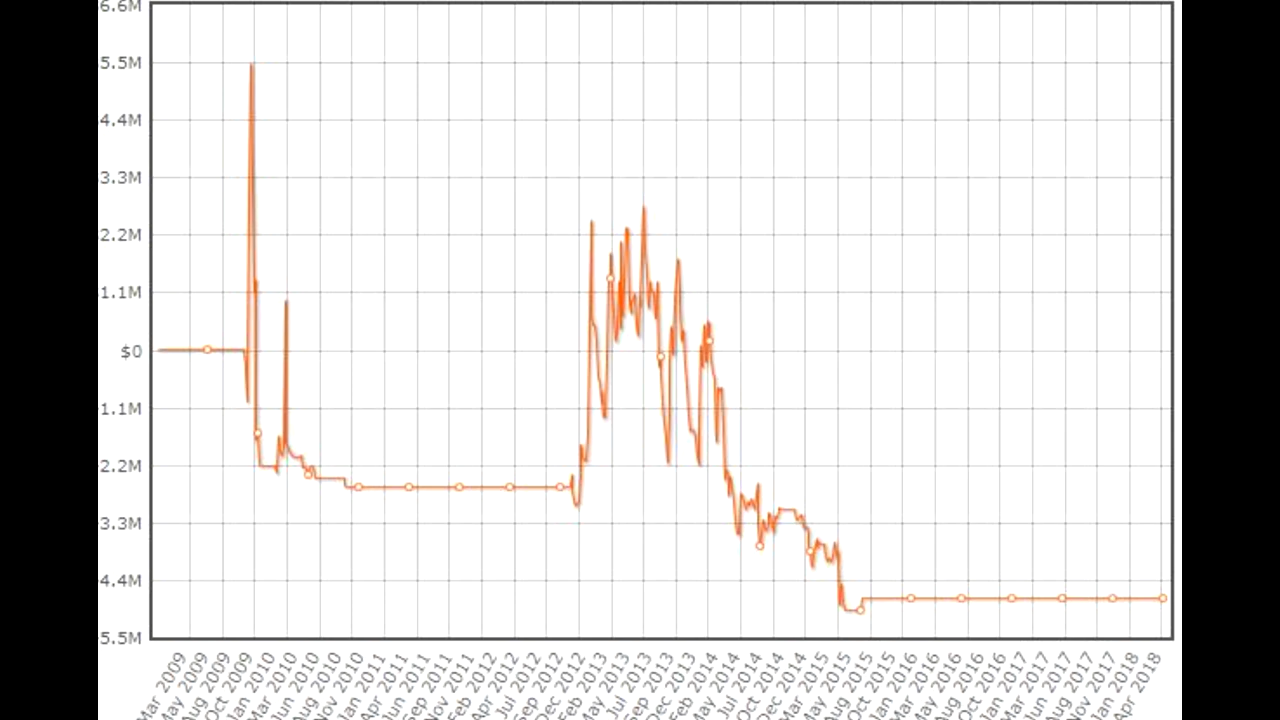 6.6M
5.5M
4.4M
3.3M
2.2M
1.1M
$0
1.1M
2.2M
3.3M
4.4M
5.5M
Mar 2009
May 2009
Aug 2009
Oct 2009
Jan 2010
Mar 2010
Jun 2010
Aug 2010
Nov 2010
Jan 2011
Apr 2011
Jun 2011
Sep 2011
Nov 2011
Feb 2012
Apr 2012
Jul 2012
Oct 2012
Dec 2012
Feb 2013
May 2013
Jul 2013
Sep 2013
Dec 2013
Feb 2014
May 2014
Jul 2014
Oct 2014
Dec 2014
Mar 2015
May 2015
Oct 2015
Jan 2016
Mar 2016
May 2016
Aug 2016
Oct 2016
Jan 2017
Mar 2017
Jun 2017
Aug 2017
Nov 2017
Jan 2018
Apr 2018